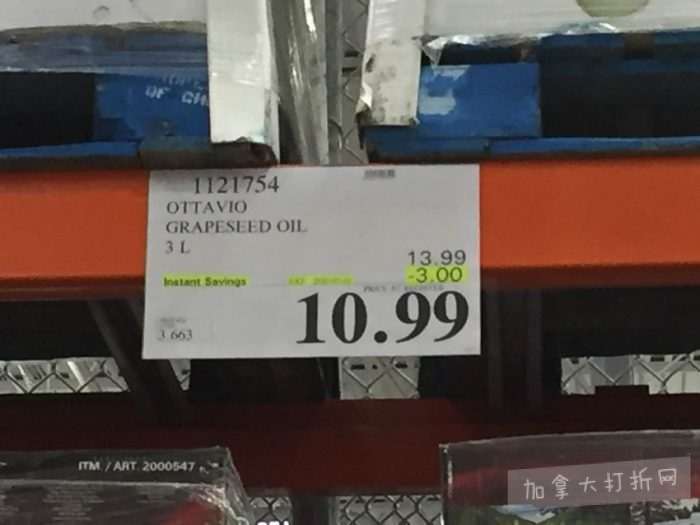 OF CH
1121754
OTTAVIO
GRAPESEED OIL
3 L
13.99
Instant Savings
-3.00
10.99
3 663
ITM. / ART. 2000547
加拿大打折网